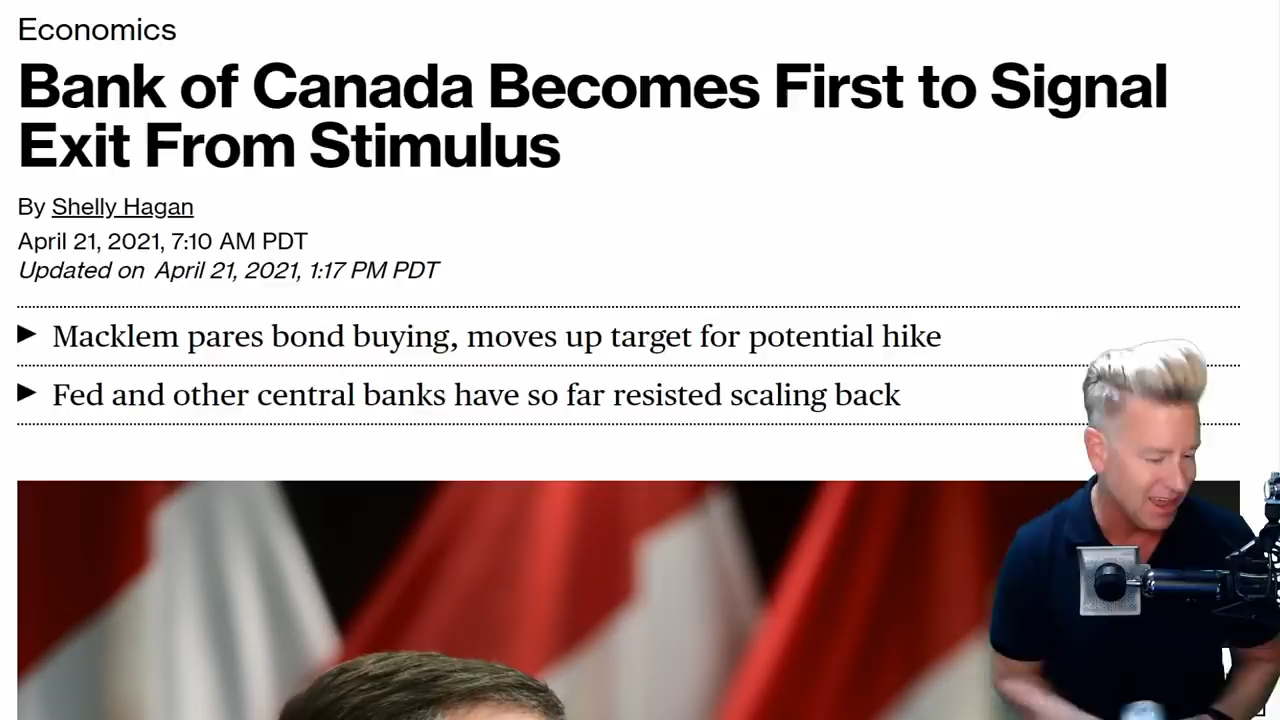 Economics
Bank of Canada Becomes First to Signal
Exit From Stimulus
By Shelly Hagan
April 21, 2021, 7:10 AM PDT
Updated on April 21, 2021, 1:17 PM PDT
► Macklem pares bond buying, moves up target for potential hike
► Fed and other central banks have so far resisted scaling back